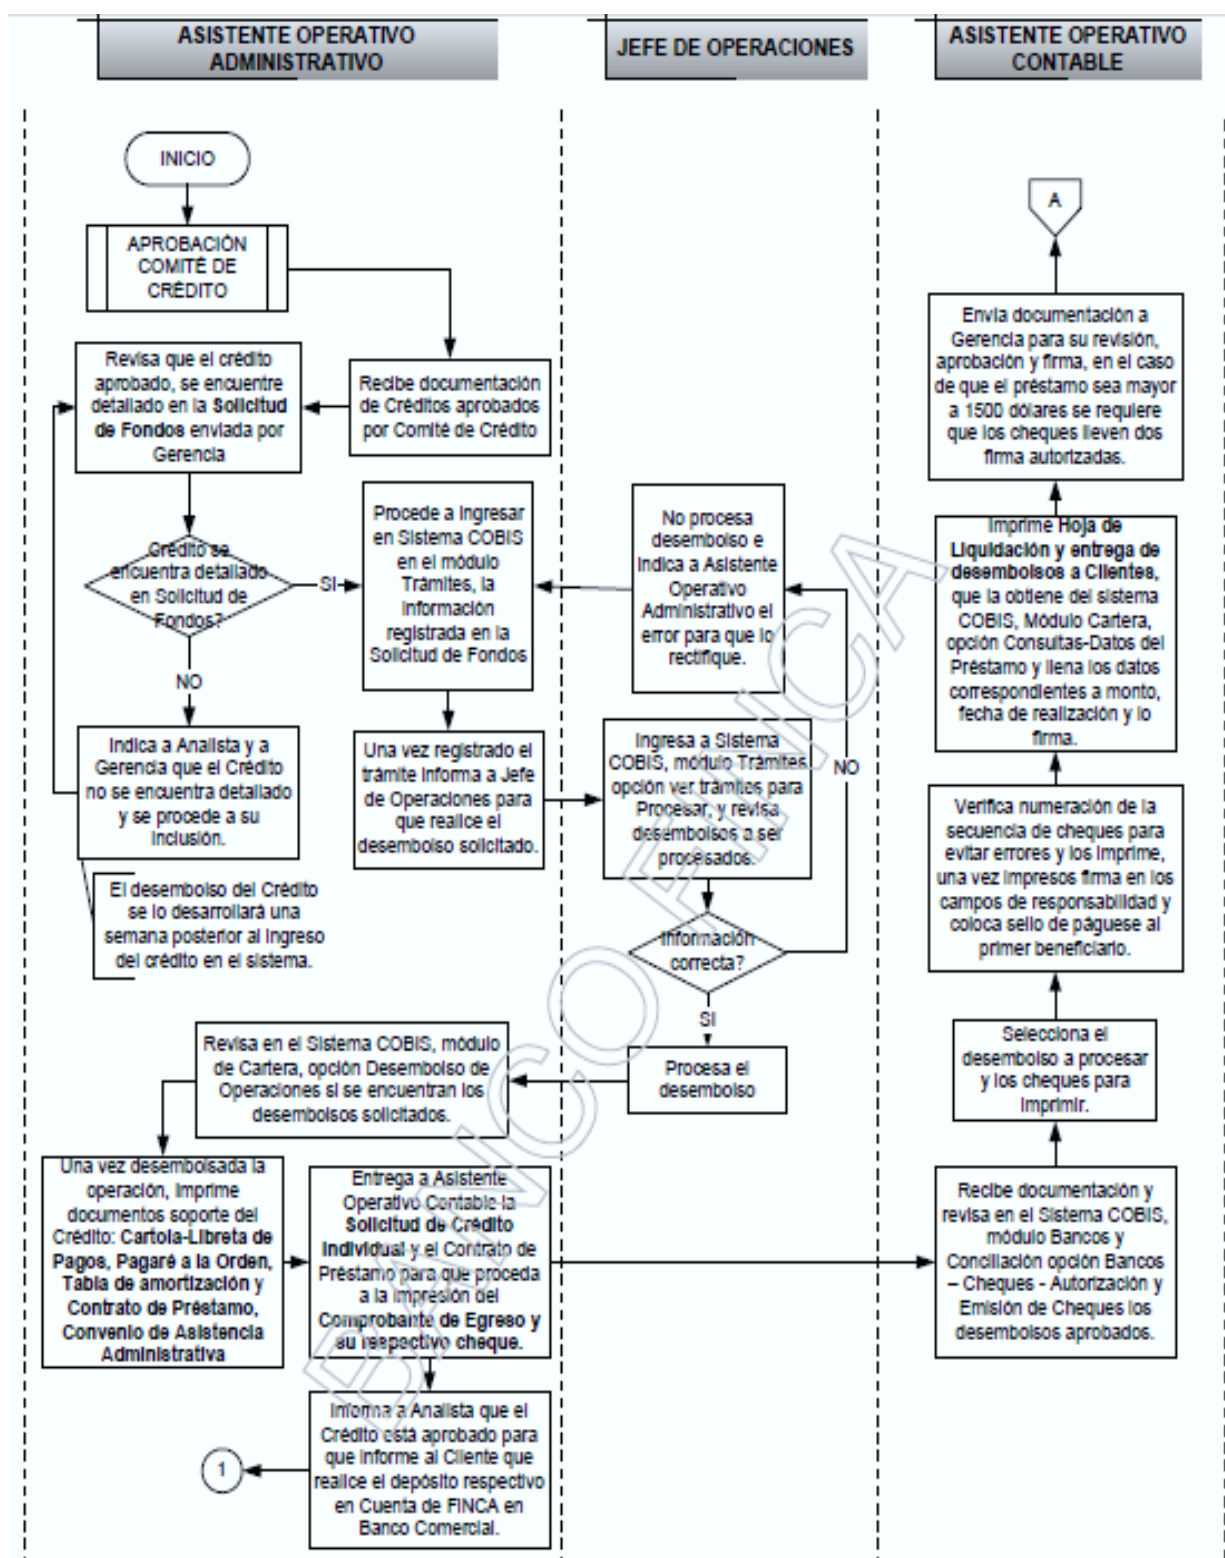 ASISTENTE OPERATIVO
ADMINISTRATIVO
JEFE DE OPERACIONES
ASISTENTE OPERATIVO
CONTABLE
INICIO
APROBACIÓN
COMITÉ DE
CRÉDITO
Revisa que el crédito
aprobado, se encuentre
detallado en la Solicitud
de Fondos enviada por
Gerencia
Recibe documentación
de Créditos aprobados
por Comité de Crédito
Crédito se
encuentra detallado
en Solicitud de
Fondos?
SI
NO
Procede a Ingresar
en Sistema COBIS
en el módulo
Trámites, la
Información
registrada en la
Solicitud de Fondos
Indica a Analista y a
Gerencia que el Crédito
no se encuentra detallado
y se procede a su
Inclusión.
El desembolso del Crédito
se lo desarrollará una
semana posterior al Ingreso
del crédito en el sistema.
Una vez registrado el
trámite Informa a Jefe
de Operaciones para
que realice el
desembolso solicitado.
No procesa
desembolso e
Indica a Asistente
Operativo
Administrativo el
error para que lo
rectifique.
Ingresa a Sistema
COBIS, módulo Trámites
opción ver trámites para
Procesar, y revisa
desembolsos a ser
procesados.
NO
Información
correcta?
SI
Procesa el
desembolso
Revisa en el Sistema COBIS, módulo
de Cartera, opción Desembolso de
Operaciones si se encuentran los
desembolsos solicitados.
Una vez desembolsada la
operación, Imprime
documentos soporte del
Crédito: Cartola-Libreta de
Pagos, Pagaré a la Orden,
Tabla de amortización y
Contrato de Préstamo,
Convenio de Asistencia
Administrativa
Entrega a Asistente
Operativo Contable la
Solicitud de Crédito
Individual y el Contrato de
Préstamo para que proceda
a la Impresión del
Comprobante de Egreso y
su respectivo cheque.
Informa a Analista que el
Crédito está aprobado para
que Informe al Cliente que
realice el depósito respectivo
en Cuenta de FINCA en
Banco Comercial.
1
A
Envía documentación a
Gerencia para su revisión,
aprobación y firma, en el caso
de que el préstamo sea mayor
a 1500 dólares se requiere
que los cheques lleven dos
firma autorizadas.
Imprime Hoja de
Liquidación y entrega de
desembolsos a Clientes,
que la obtiene del sistema
COBIS, Módulo Cartera,
opción Consultas-Datos del
Préstamo y llena los datos
correspondientes a monto,
fecha de realización y lo
firma.
Verifica numeración de la
secuencia de cheques para
evitar errores y los Imprime,
una vez Impresos firma en los
campos de responsabilidad y
coloca sello de páguese al
primer beneficiario.
Selecciona el
desembolso a procesar
y los cheques para
Imprimir.
Recibe documentación y
revisa en el Sistema COBIS,
módulo Bancos y
Conciliación opción Bancos
– Cheques - Autorización y
Emisión de Cheques los
desembolsos aprobados.
BANCO FINCA